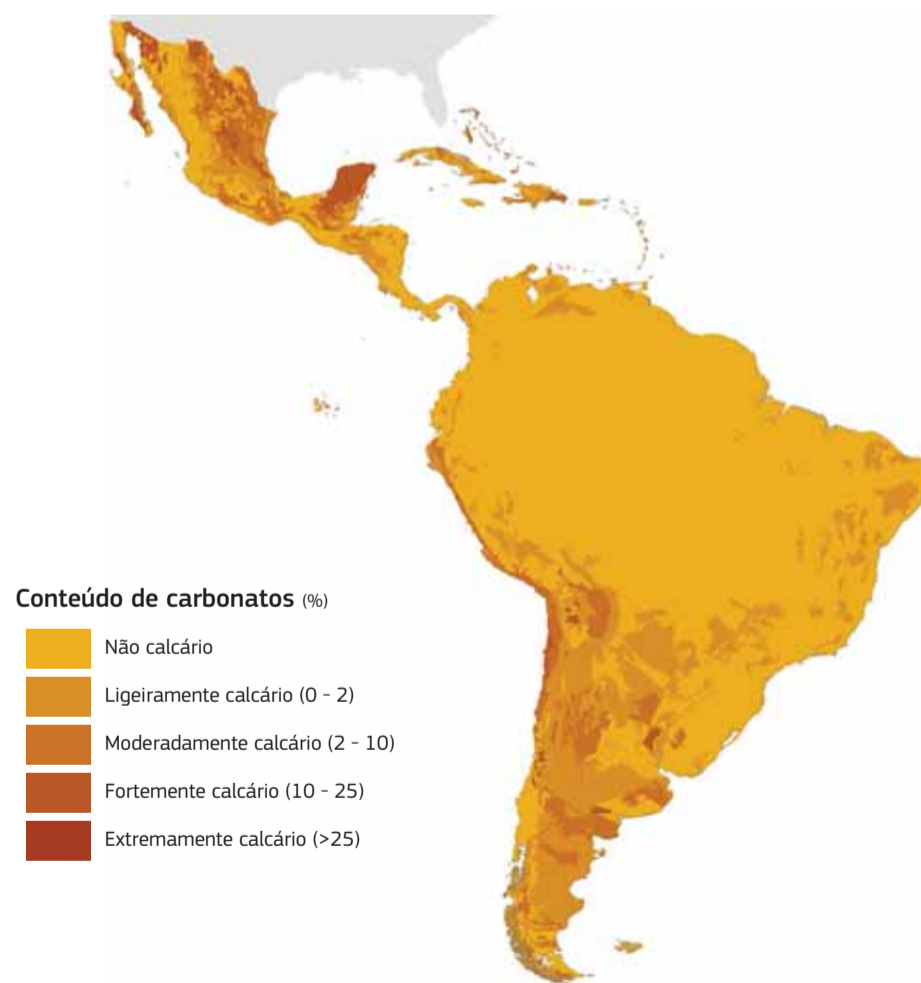 Conteúdo de carbonatos (%)
Não calcário
Ligeiramente calcário (0 - 2)
Moderadamente calcário (2 - 10)
Fortemente calcário (10 - 25)
Extremamente calcário (>25)